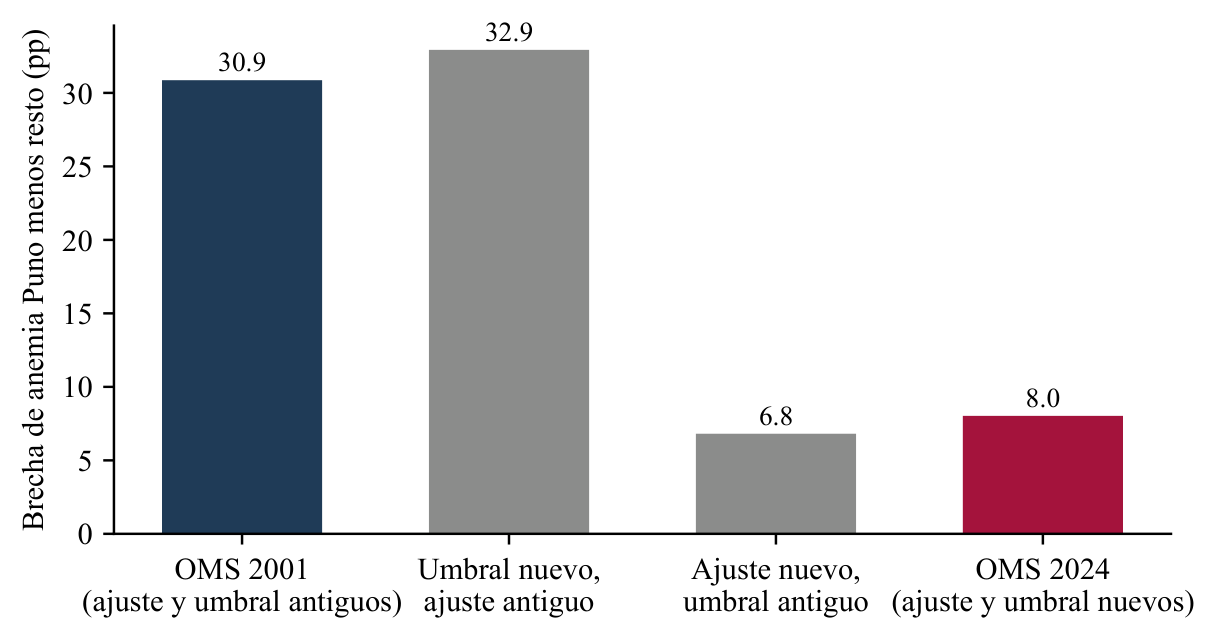 Brecha de anemia Puno menos resto (pp)
30
25
20
15
10
5
0
30.9
32.9
6.8
8.0
OMS 2001
(ajuste y umbral antiguos)
Umbral nuevo,
ajuste antiguo
Ajuste nuevo,
umbral antiguo
OMS 2024
(ajuste y umbral nuevos)